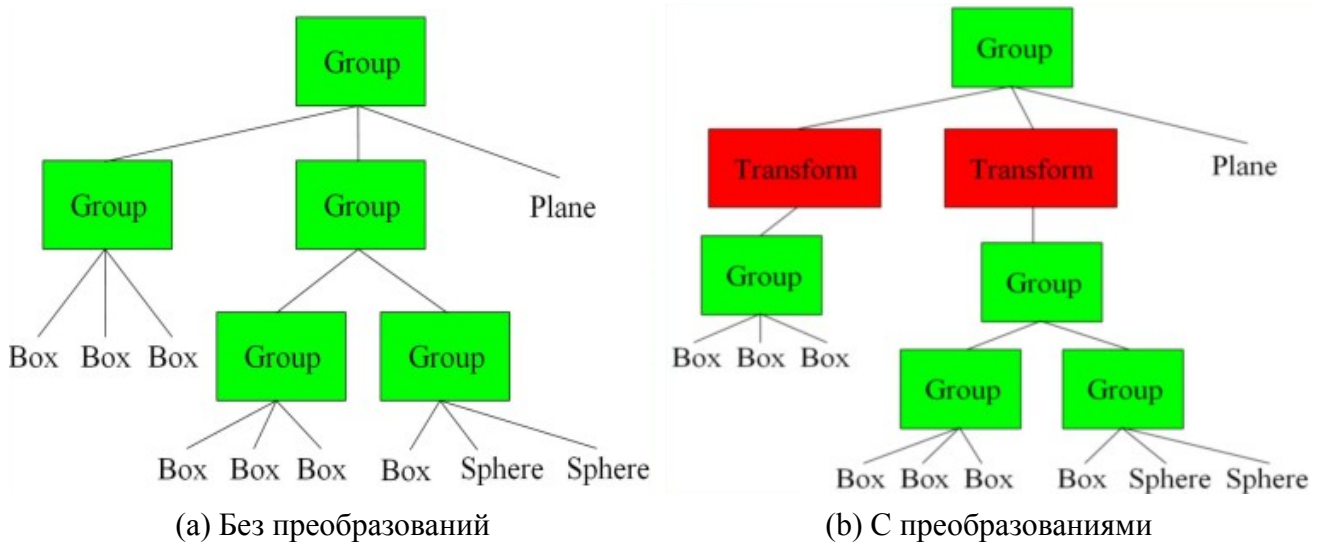 Group
Group Group Plane
Box Box Box Group Group
Box Box Box Box Sphere Sphere
(a) Без преобразований
Group
Transform Transform Plane
Group Group
Box Box Box
Group Group
Box Box Box Box Sphere Sphere
(b) С преобразованиями